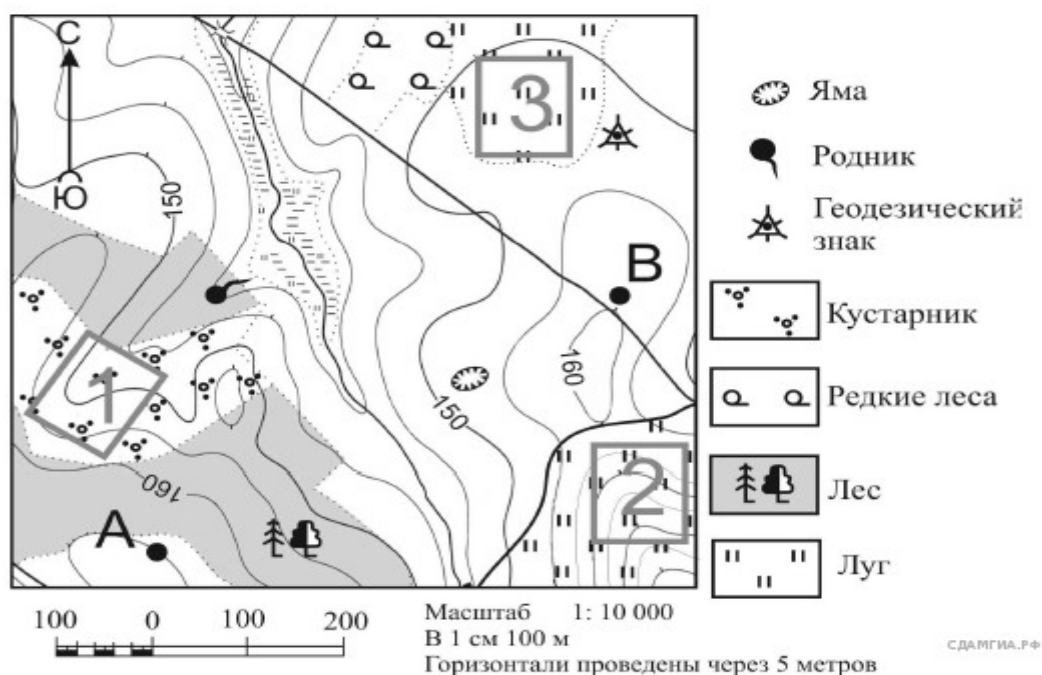 С
Ю
150
3
В
1
160
150
160
2
А
Яма
Родник
Геодезический
знак
Кустарник
Редкие леса
Лес
Луг
100 0 100 200
Масштаб 1: 10 000
В 1 см 100 м
Горизонтали проведены через 5 метров
СДАМГИА.РФ